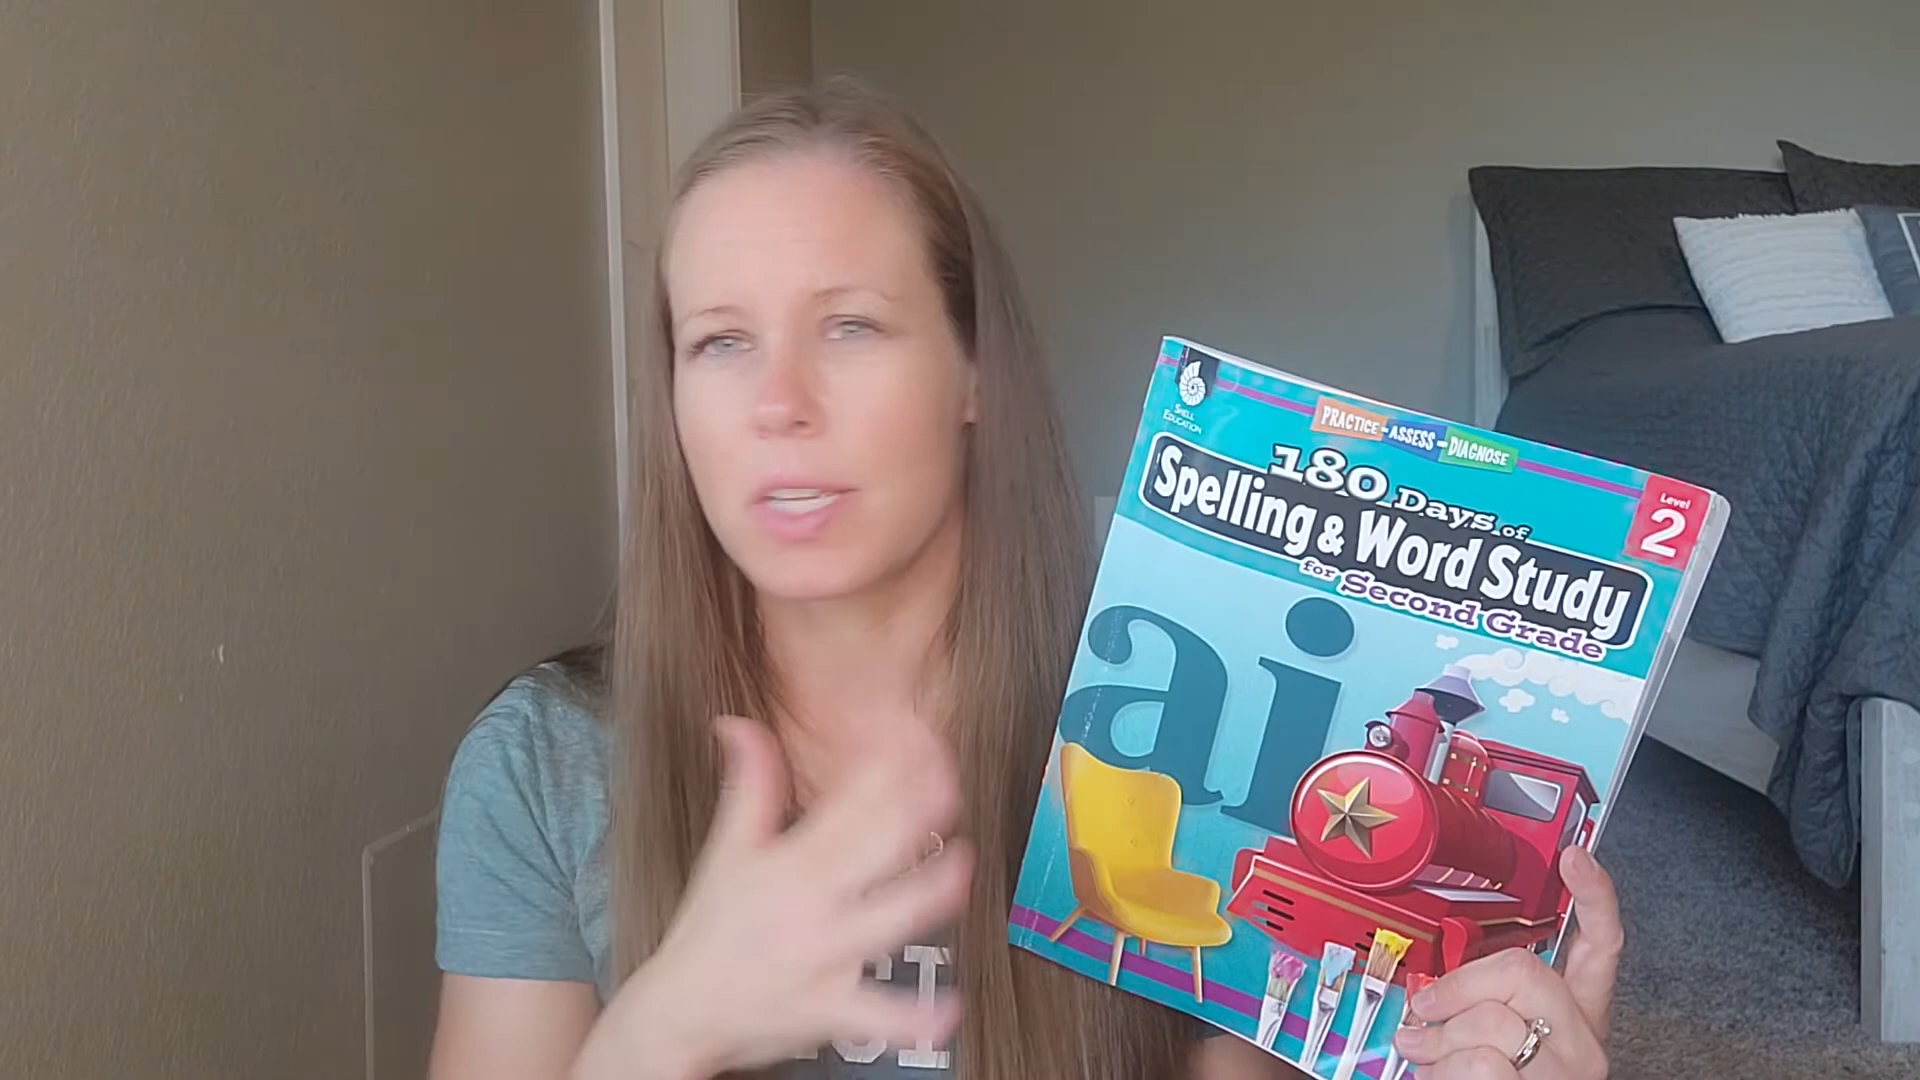 SHELL
EDUCATION
PRACTICE-ASSESS-DIAGNOSE
180 Days of
Spelling & Word Study
for Second Grade
Level
2
ai